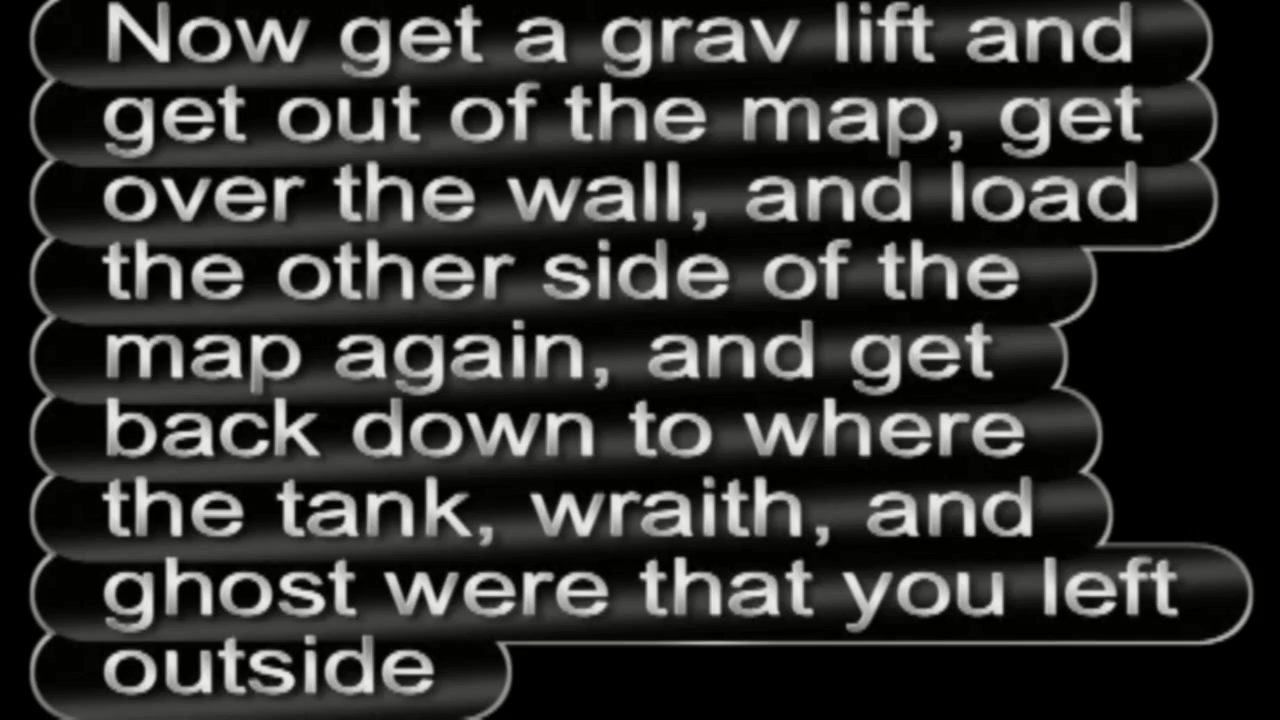 Now get a grav lift and
get out of the map, get
over the wall, and load
the other side of the
map again, and get
back down to where
the tank, wraith, and
ghost were that you left
outside